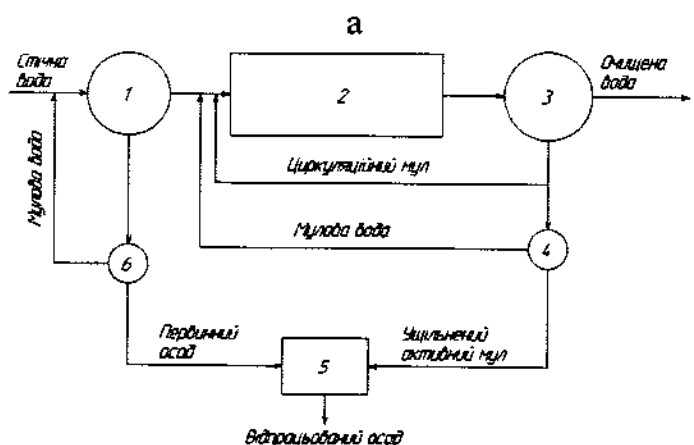 а
Стічна
вода
Очищена
вода
1
2
3
Мулова вода
Циркуляційний мул
Мулова вода
4
6
Первинний
осад
Ущільнений
активний мул
5
Відпрацьований осад